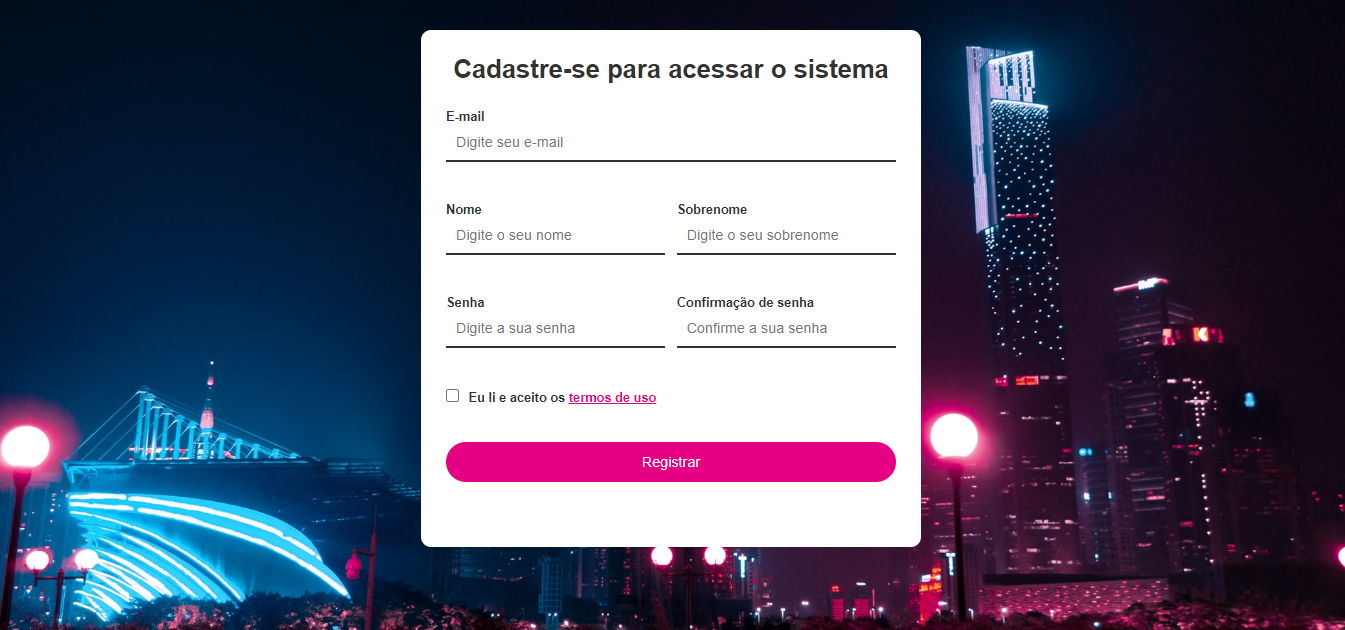 Cadastre-se para acessar o sistema
E-mail
Digite seu e-mail
Nome
Sobrenome
Digite o seu nome
Digite o seu sobrenome
Senha
Confirmação de senha
Digite a sua senha
Confirme a sua senha
Eu li e aceito os termos de uso
Registrar